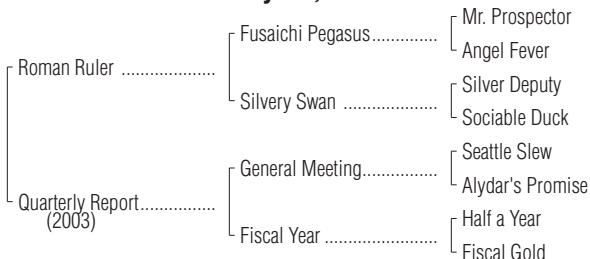 Roman Ruler ....................
Quarterly Report................
(2003)
Fusaichi Pegasus..............
Silvery Swan ....................
General Meeting................
Fiscal Year ........................
Mr. Prospector
Angel Fever
Silver Deputy
Sociable Duck
Seattle Slew
Alydar's Promise
Half a Year
Fiscal Gold